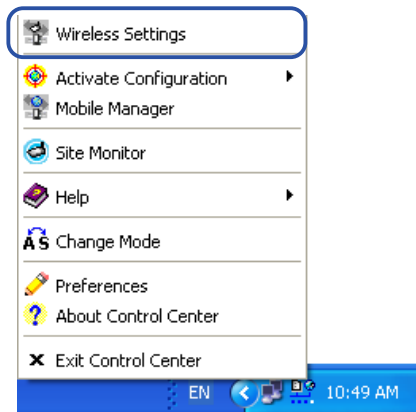 Wireless Settings
Activate Configuration
Mobile Manager
Site Monitor
Help
AS Change Mode
Preferences
About Control Center
Exit Control Center
EN 10:49 AM